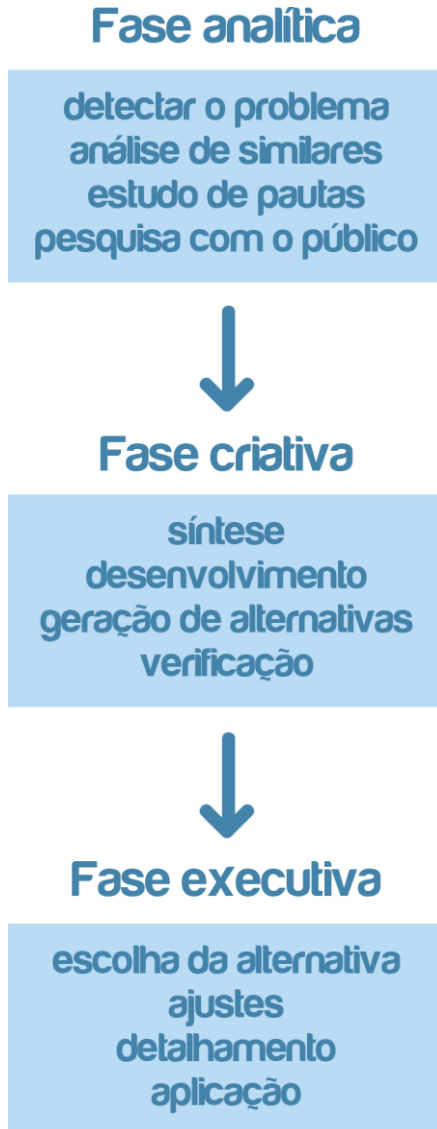 Fase analítica
detectar o problema
análise de similares
estudo de pautas
pesquisa com o público
Fase criativa
síntese
desenvolvimento
geração de alternativas
verificação
Fase executiva
escolha da alternativa
ajustes
detalhamento
aplicação